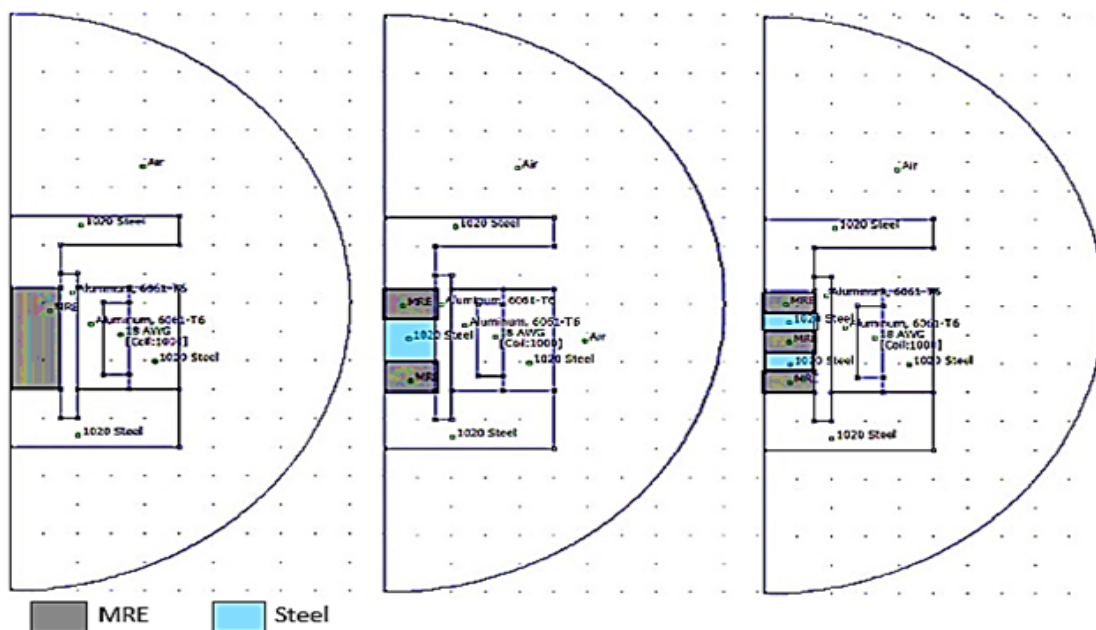 Air
1020 Steel
Aluminum, 6061-T6
MRE
Aluminum, 6061-T6
18 AWG
[Coil:1000]
1020 Steel
1020 Steel
Air
1020 Steel
MRE
Aluminum, 6061-T6
Aluminum, 6061-T6
1020 Steel
18 AWG
[Coil:1000]
Air
1020 Steel
MRE
1020 Steel
Air
1020 Steel
Aluminum, 6061-T6
MRE
1020 Steel
Aluminum, 6061-T6
18 AWG
[Coil:1000]
MRE
1020 Steel
1020 Steel
MRE
1020 Steel
MRE
Steel